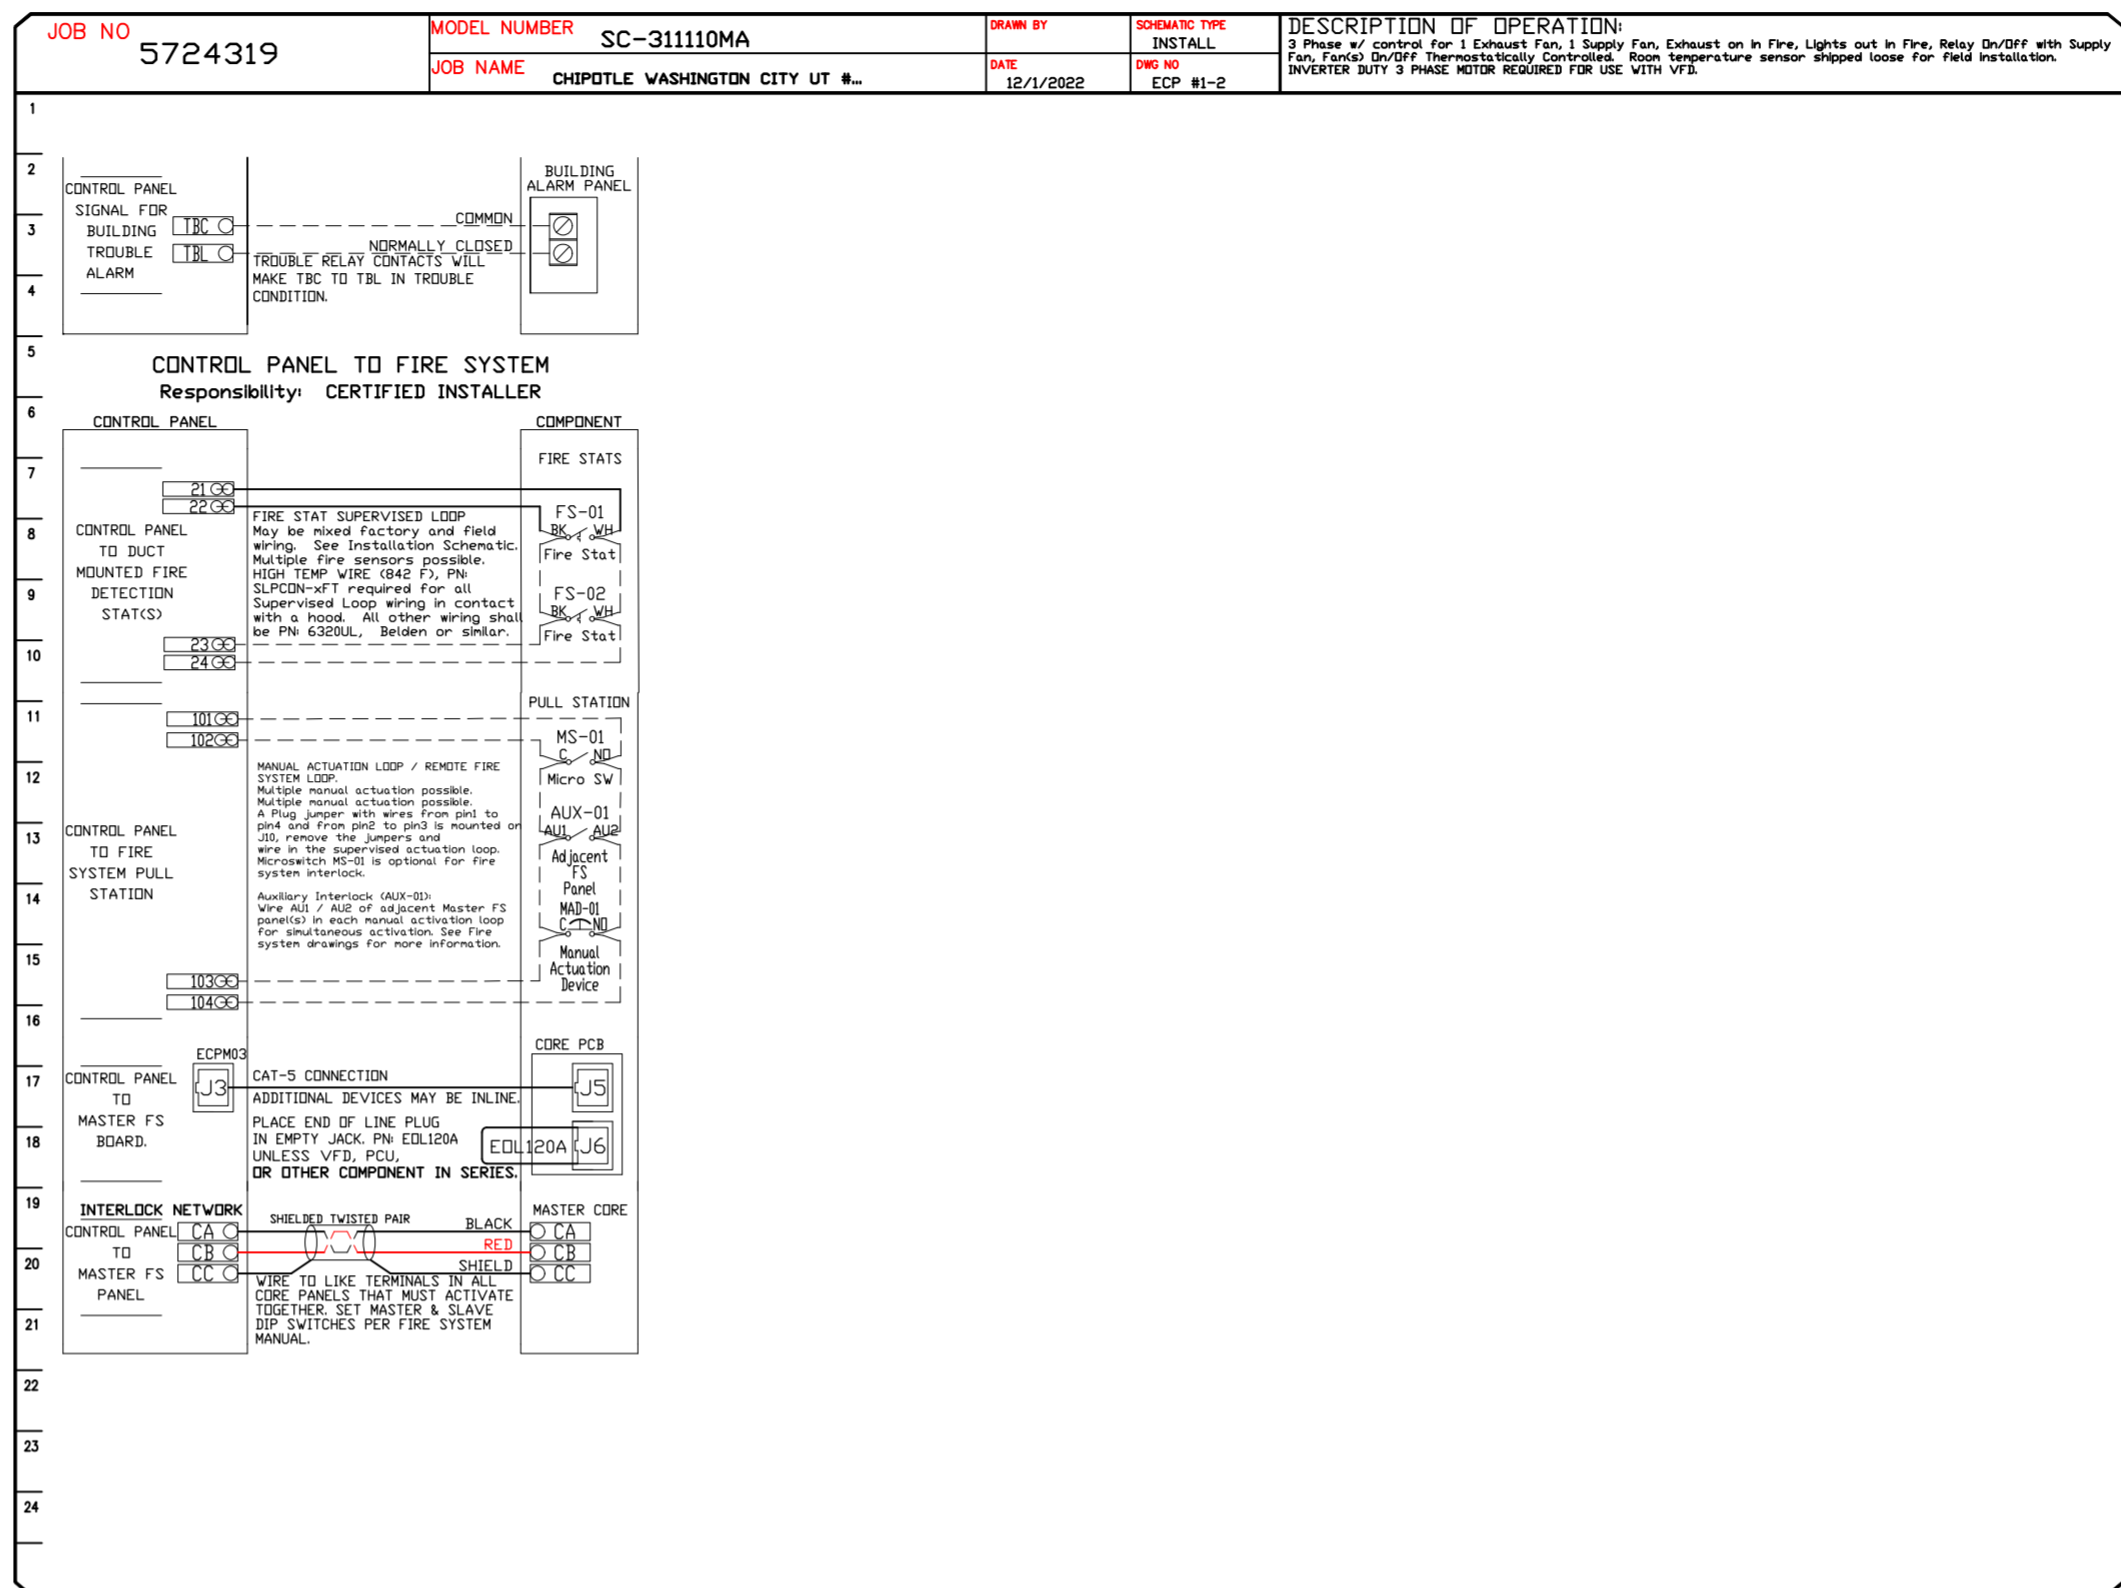 JOB NO
5724319
MODEL NUMBER
SC-311110MA
JOB NAME
CHIPOTLE WASHINGTON CITY UT #...
DRAWN BY
DATE
12/1/2022
SCHEMATIC TYPE
INSTALL
DWG NO
ECP #1-2
DESCRIPTION OF OPERATION:
3 Phase w/ control for 1 Exhaust Fan, 1 Supply Fan, Exhaust on in Fire, Lights out in Fire, Relay On/Off with Supply
Fan, Fan(s) On/Off Thermostatically Controlled.  Room temperature sensor shipped loose for field installation.
INVERTER DUTY 3 PHASE MOTOR REQUIRED FOR USE WITH VFD.
1
2
3
4
5
6
7
8
9
10
11
12
13
14
15
16
17
18
19
20
21
22
23
24
CONTROL PANEL
SIGNAL FOR
BUILDING
TROUBLE
ALARM
TBC
TBL
COMMON
NORMALLY CLOSED
TROUBLE RELAY CONTACTS WILL
MAKE TBC TO TBL IN TROUBLE
CONDITION.
BUILDING
ALARM PANEL
CONTROL PANEL TO FIRE SYSTEM
Responsibility: CERTIFIED INSTALLER
CONTROL PANEL
COMPONENT
FIRE STATS
21
22
CONTROL PANEL
TO DUCT
MOUNTED FIRE
DETECTION
STAT(S)
23
24
FIRE STAT SUPERVISED LOOP
May be mixed factory and field
wiring.  See Installation Schematic.
Multiple fire sensors possible.
HIGH TEMP WIRE (842 F), PN:
SLPCON-xFT required for all
Supervised Loop wiring in contact
with a hood.  All other wiring shall
be PN: 6320UL,  Belden or similar.
FS-01
BK WH
Fire Stat
FS-02
BK WH
Fire Stat
PULL STATION
101
102
CONTROL PANEL
TO FIRE
SYSTEM PULL
STATION
103
104
MANUAL ACTUATION LOOP / REMOTE FIRE
SYSTEM LOOP.
Multiple manual actuation possible.
Multiple manual actuation possible.
A Plug jumper with wires from pin1 to
pin4 and from pin2 to pin3 is mounted on
J10, remove the jumpers and
wire in the supervised actuation loop.
Microswitch MS-01 is optional for fire
system interlock.
Auxiliary Interlock (AUX-01):
Wire AU1 / AU2 of adjacent Master FS
panel(s) in each manual activation loop
for simultaneous activation. See Fire
system drawings for more information.
MS-01
C NO
Micro SW
AUX-01
AU1 AU2
Adjacent
FS
Panel
MAD-01
C NO
Manual
Actuation
Device
ECPM03
J3
CONTROL PANEL
TO
MASTER FS
BOARD.
CAT-5 CONNECTION
ADDITIONAL DEVICES MAY BE INLINE.
PLACE END OF LINE PLUG
IN EMPTY JACK. PN: EOL120A
UNLESS VFD, PCU,
OR OTHER COMPONENT IN SERIES.
CORE PCB
J5
EOL120A J6
INTERLOCK NETWORK
CONTROL PANEL
TO
MASTER FS
PANEL
CA
CB
CC
SHIELDED TWISTED PAIR
BLACK
RED
SHIELD
WIRE TO LIKE TERMINALS IN ALL
CORE PANELS THAT MUST ACTIVATE
TOGETHER. SET MASTER & SLAVE
DIP SWITCHES PER FIRE SYSTEM
MANUAL.
MASTER CORE
CA
CB
CC